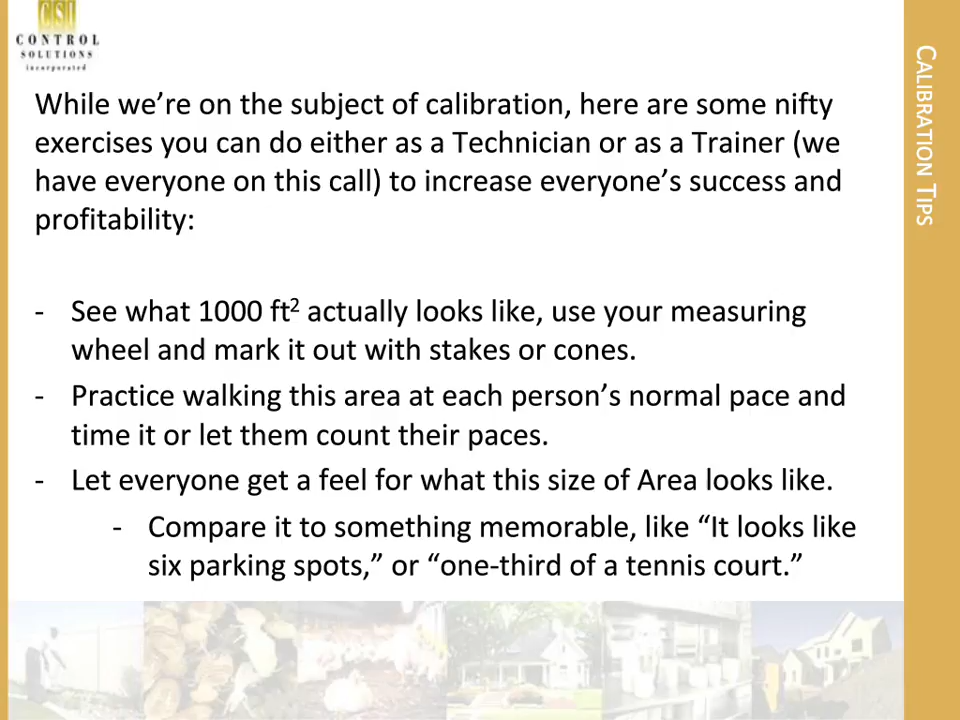 CSI
CONTROL
SOLUTIONS
incorporated
CALIBRATION TIPS
While we're on the subject of calibration, here are some nifty
exercises you can do either as a Technician or as a Trainer (we
have everyone on this call) to increase everyone's success and
profitability:
- See what 1000 ft² actually looks like, use your measuring
wheel and mark it out with stakes or cones.
- Practice walking this area at each person's normal pace and
time it or let them count their paces.
- Let everyone get a feel for what this size of Area looks like.
- Compare it to something memorable, like “It looks like
six parking spots,” or “one-third of a tennis court.”